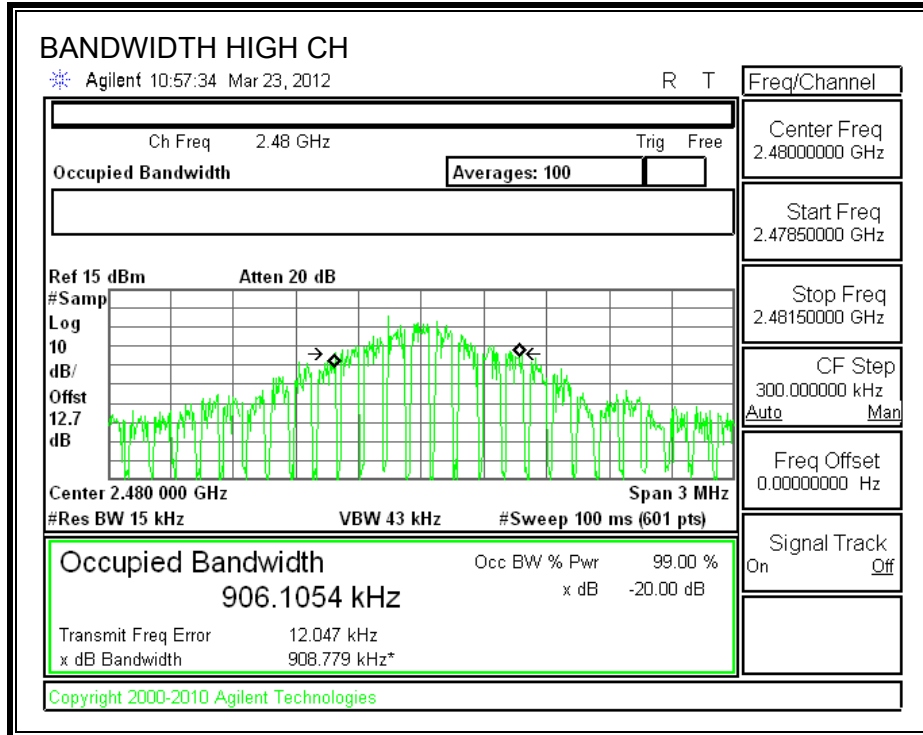 BANDWIDTH HIGH CH
Agilent 10:57:34 Mar 23, 2012 R T
Freq/Channel
Ch Freq 2.48 GHz Trig Free
Occupied Bandwidth Averages: 100
Ref 15 dBm Atten 20 dB
#Samp
Log
10
dB/
Offst
12.7
dB
Center 2.480 000 GHz Span 3 MHz
#Res BW 15 kHz VBW 43 kHz #Sweep 100 ms (601 pts)
Occupied Bandwidth Occ BW % Pwr 99.00 %
906.1054 kHz x dB -20.00 dB
Transmit Freq Error 12.047 kHz
x dB Bandwidth 908.779 kHz*
Center Freq
2.48000000 GHz
Start Freq
2.47850000 GHz
Stop Freq
2.48150000 GHz
CF Step
300.000000 kHz
Auto Man
Freq Offset
0.00000000 Hz
Signal Track
On Off
Copyright 2000-2010 Agilent Technologies